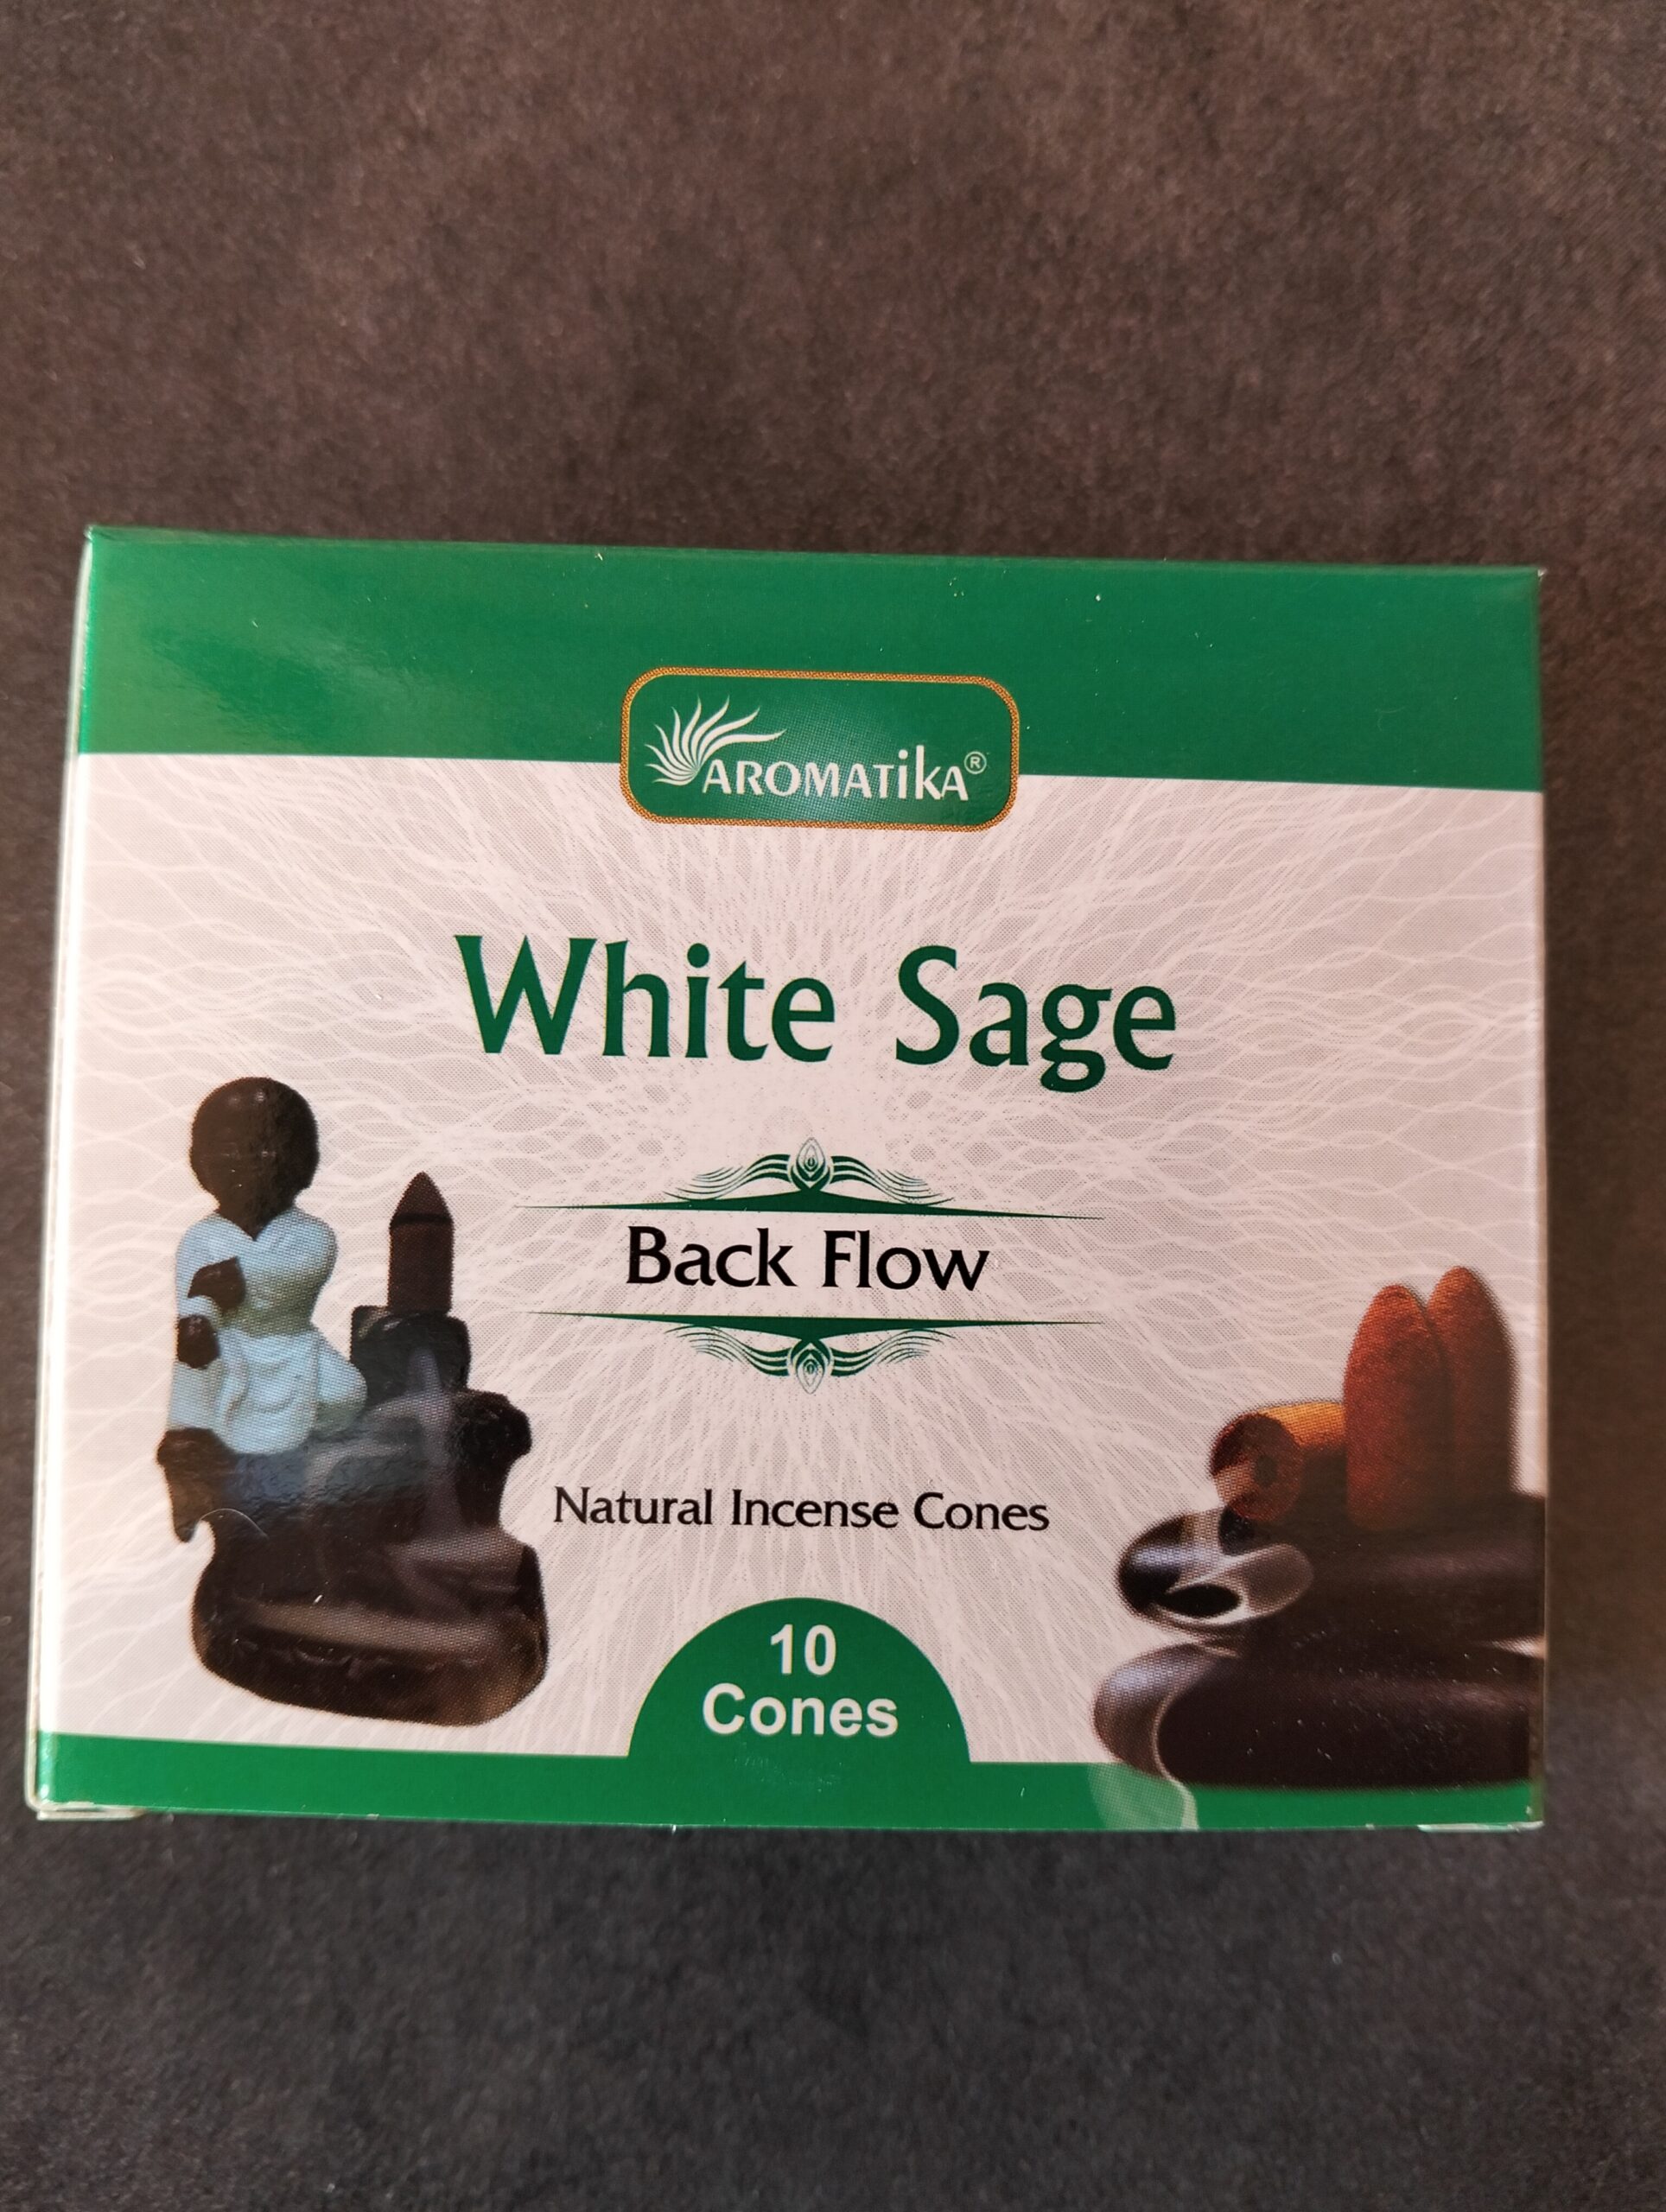 AROMATiKA®
White Sage
Back Flow
Natural Incense Cones
10
Cones